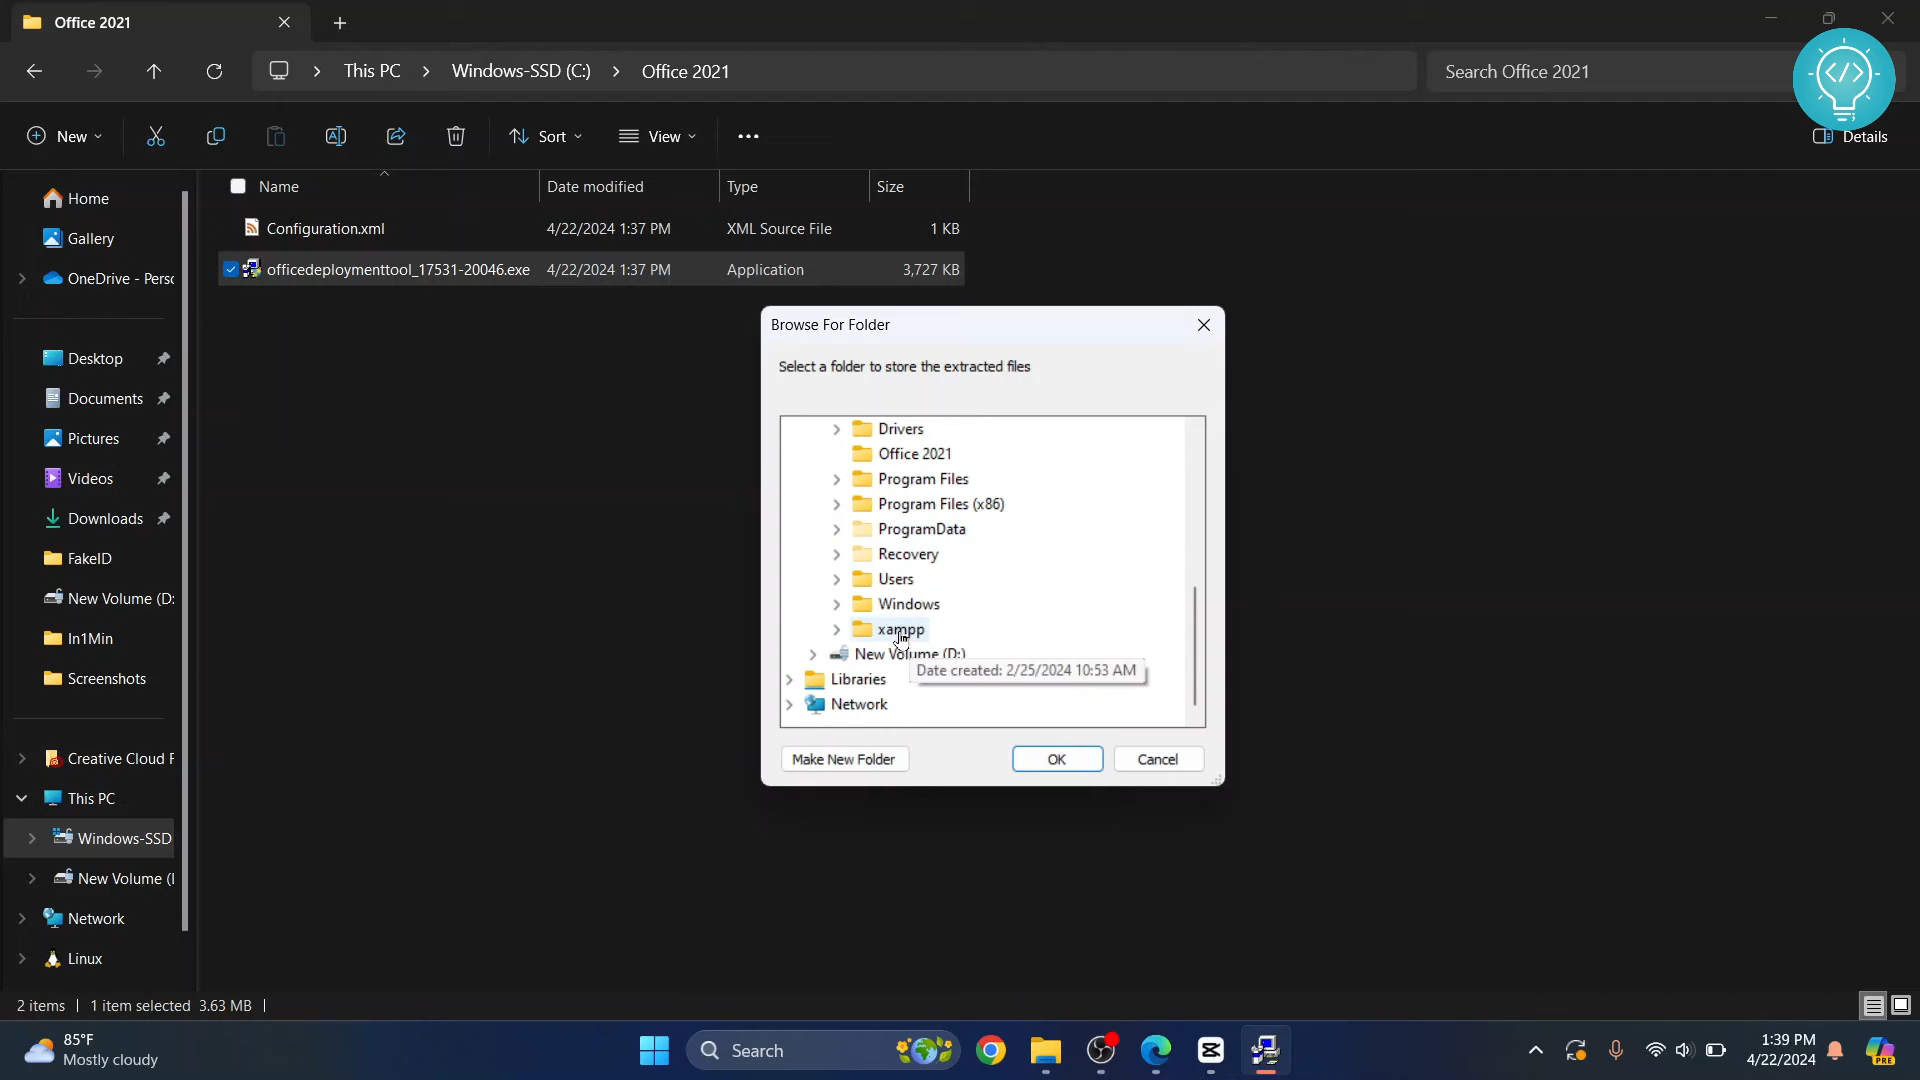 Office 2021
This PC
Windows-SSD (C:)
Office 2021
Search Office 2021
</>
New
Sort
View
Details
Name
Date modified
Type
Size
Configuration.xml
4/22/2024 1:37 PM
XML Source File
1 KB
officedeploymenttool_17531-20046.exe
4/22/2024 1:37 PM
Application
3,727 KB
Home
Gallery
OneDrive - Persc
Desktop
Documents
Pictures
Videos
Downloads
FakeID
New Volume (D:
In1Min
Screenshots
Creative Cloud F
This PC
Windows-SSD
New Volume (I
Network
Linux
Browse For Folder
Select a folder to store the extracted files
Drivers
Office 2021
Program Files
Program Files (x86)
ProgramData
Recovery
Users
Windows
xampp
New Volume (D:)
Date created: 2/25/2024 10:53 AM
Libraries
Network
Make New Folder
OK
Cancel
2 items
1 item selected 3.63 MB
85°F
Mostly cloudy
Search
1:39 PM
4/22/2024
PRE